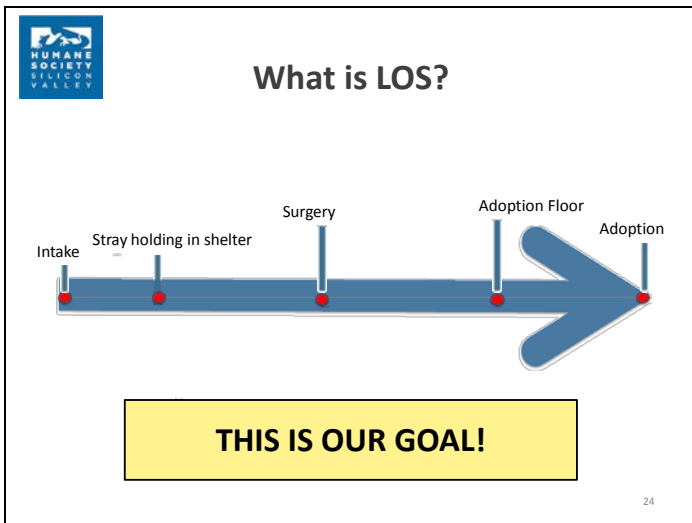 HUMANE
SOCIETY
SILICON
VALLEY
What is LOS?
Intake
Stray holding in shelter
Surgery
Adoption Floor
Adoption
THIS IS OUR GOAL!
24